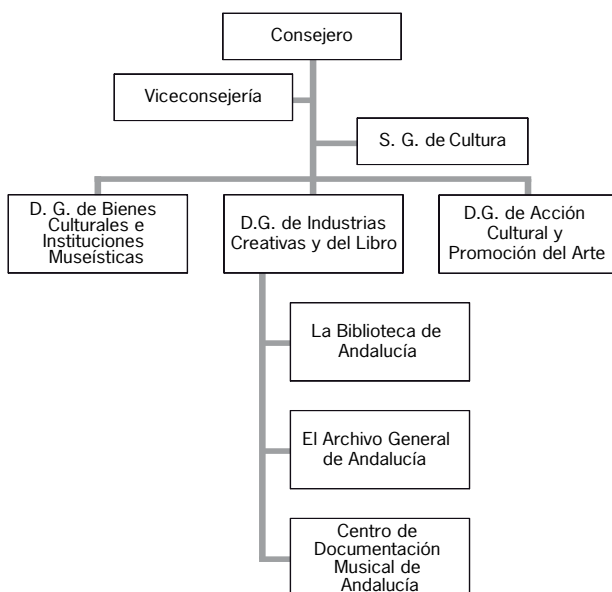 Consejero
Viceconsejería
S. G. de Cultura
D. G. de Bienes
Culturales e
Instituciones
Museísticas
D.G. de Industrias
Creativas y del Libro
D.G. de Acción
Cultural y
Promoción del Arte
La Biblioteca de
Andalucía
El Archivo General
de Andalucía
Centro de
Documentación
Musical de
Andalucía